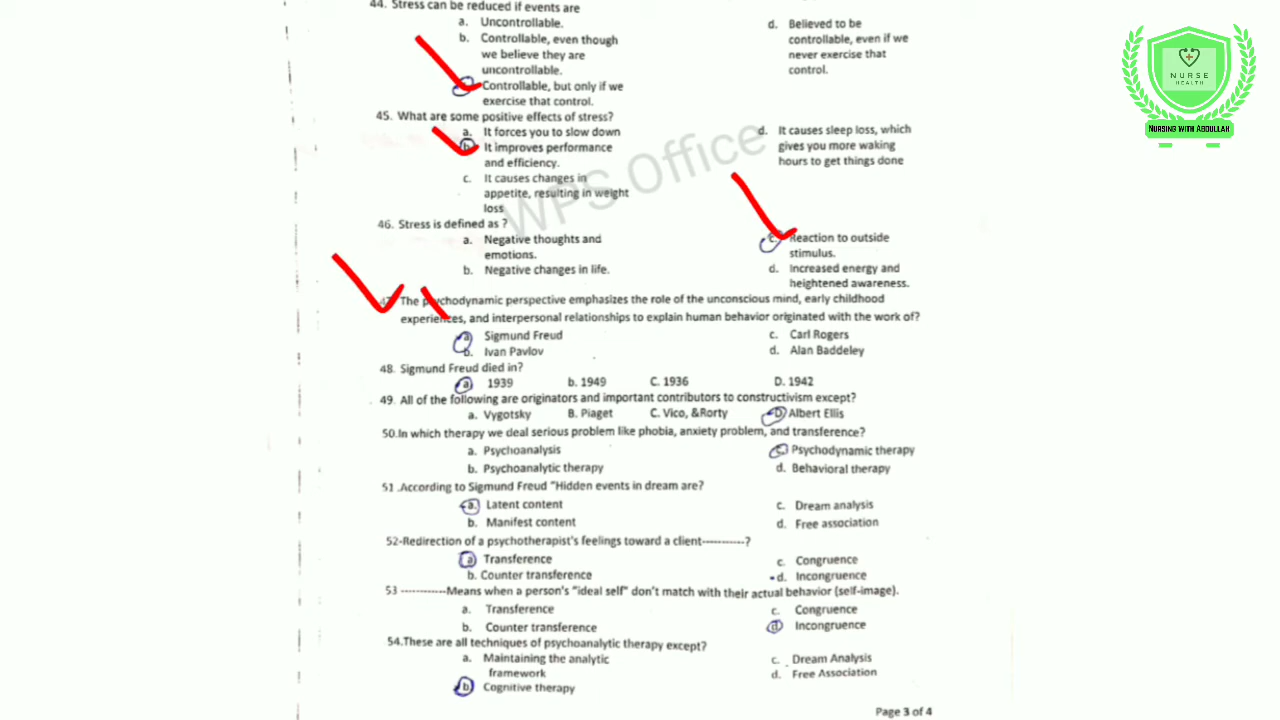 44. Stress can be reduced if events are
a. Uncontrollable.
b. Controllable, even though
we believe they are
uncontrollable.
Controllable, but only if we
exercise that control.
d. Believed to be
controllable, even if we
never exercise that
control.
45. What are some positive effects of stress?
a. It forces you to slow down
b. It improves performance
and efficiency.
c. It causes changes in
appetite, resulting in weight
loss
d. It causes sleep loss, which
gives you more waking
hours to get things done
46. Stress is defined as ?
a. Negative thoughts and
emotions.
b. Negative changes in life.
c. Reaction to outside
stimulus.
d. Increased energy and
heightened awareness.
47. The psychodynamic perspective emphasizes the role of the unconscious mind, early childhood
experiences, and interpersonal relationships to explain human behavior originated with the work of?
a. Sigmund Freud
b. Ivan Pavlov
c. Carl Rogers
d. Alan Baddeley
48. Sigmund Freud died in?
a. 1939 b. 1949 C. 1936 D. 1942
49. All of the following are originators and important contributors to constructivism except?
a. Vygotsky B. Piaget C. Vico, &Rorty D. Albert Ellis
50.In which therapy we deal serious problem like phobia, anxiety problem, and transference?
a. Psychoanalysis
b. Psychoanalytic therapy
c. Psychodynamic therapy
d. Behavioral therapy
51 .According to Sigmund Freud "Hidden events in dream are?
a. Latent content
b. Manifest content
c. Dream analysis
d. Free association
52-Redirection of a psychotherapist's feelings toward a client-----------?
a Transference
b. Counter transference
c. Congruence
d. Incongruence
53 -----------Means when a person's "ideal self" don't match with their actual behavior (self-image).
a. Transference
b. Counter transference
c. Congruence
d Incongruence
54.These are all techniques of psychoanalytic therapy except?
a. Maintaining the analytic
framework
b Cognitive therapy
c. Dream Analysis
d. Free Association
Page 3 of 4
WPS Office
NURSE
HEALTH
NURSING WITH ABDULLAH